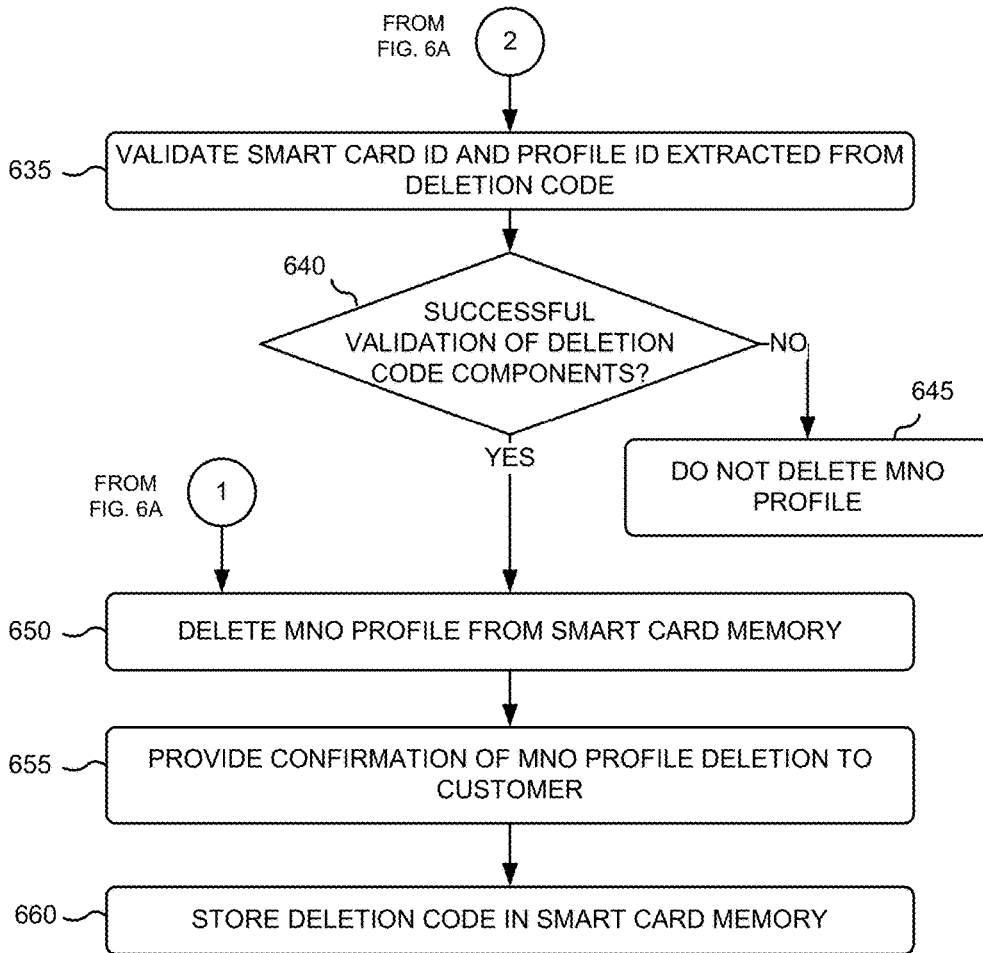 FROM
FIG. 6A
2
635
VALIDATE SMART CARD ID AND PROFILE ID EXTRACTED FROM
DELETION CODE
640
SUCCESSFUL
VALIDATION OF DELETION
CODE COMPONENTS?
NO
645
DO NOT DELETE MNO
PROFILE
YES
FROM
FIG. 6A
1
650
DELETE MNO PROFILE FROM SMART CARD MEMORY
655
PROVIDE CONFIRMATION OF MNO PROFILE DELETION TO
CUSTOMER
660
STORE DELETION CODE IN SMART CARD MEMORY